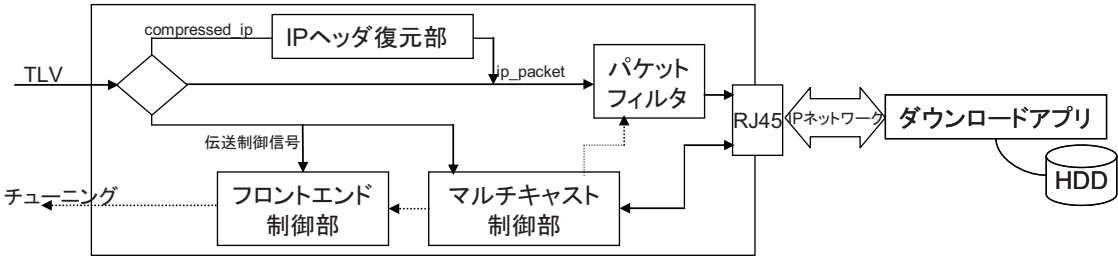 compressed_ip
IPヘッダ復元部
TLV
ip_packet
パケット
フィルタ
RJ45
IPネットワーク
ダウンロードアプリ
HDD
伝送制御信号
チューニング
フロントエンド
制御部
マルチキャスト
制御部